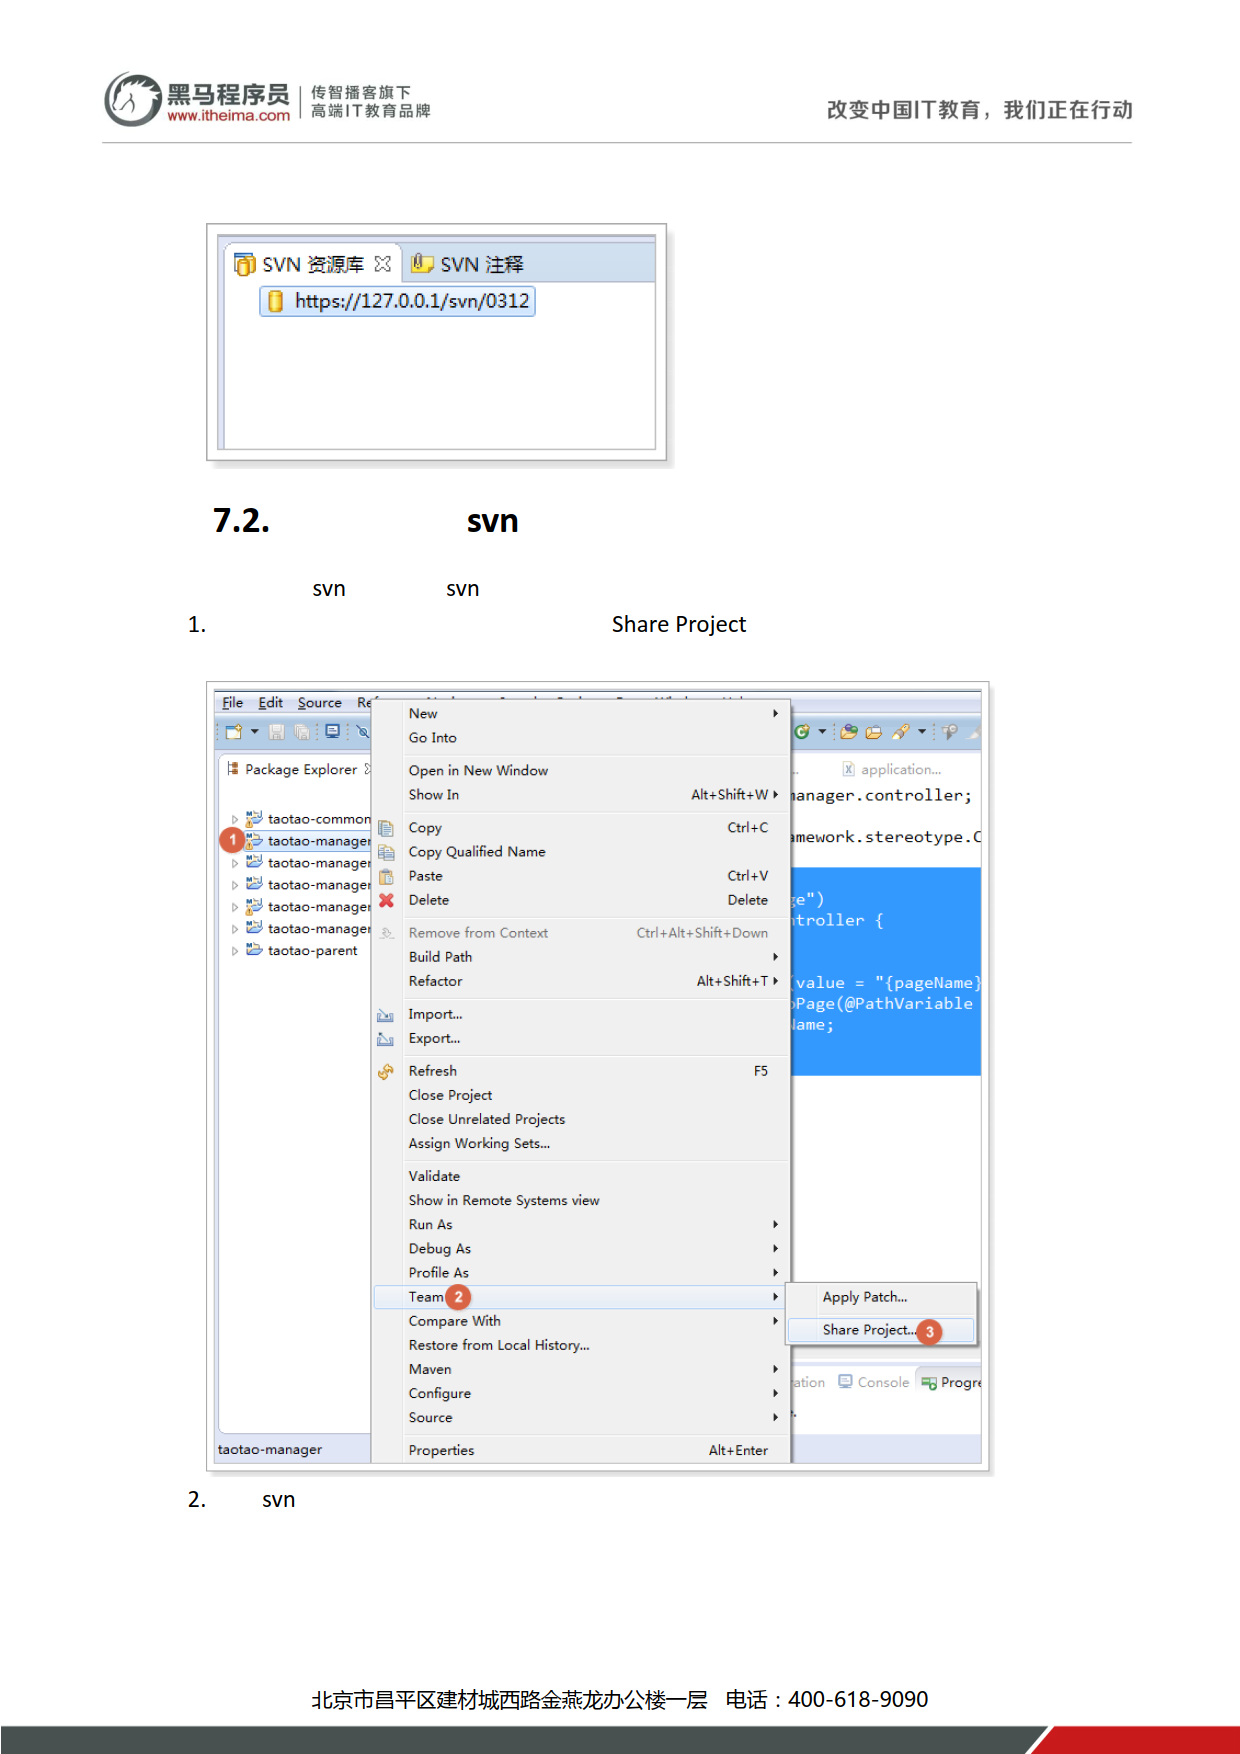 黑马程序员 传智播客旗下
www.itheima.com 高端IT教育品牌
改变中国IT教育，我们正在行动
SVN 资源库 SVN 注释
https://127.0.0.1/svn/0312
7.2. svn
svn svn
1. Share Project
File Edit Source
Package Explorer
taotao-common
1 taotao-manager
taotao-manager
taotao-manager
taotao-manager
taotao-manager
taotao-parent
taotao-manager
New
Go Into
Open in New Window
Show In Alt+Shift+W
Copy Ctrl+C
Copy Qualified Name
Paste Ctrl+V
Delete Delete
Remove from Context Ctrl+Alt+Shift+Down
Build Path
Refactor Alt+Shift+T
Import...
Export...
Refresh F5
Close Project
Close Unrelated Projects
Assign Working Sets...
Validate
Show in Remote Systems view
Run As
Debug As
Profile As
Team 2
Compare With
Restore from Local History...
Maven
Configure
Source
Properties Alt+Enter
Apply Patch...
Share Project... 3
application...
manager.controller;
amework.stereotype.C
ge")
ntroller {
(value = "{pageName}
oPage(@PathVariable
Name;
ation Console Progre
2. svn
北京市昌平区建材城西路金燕龙办公楼一层 电话：400-618-9090